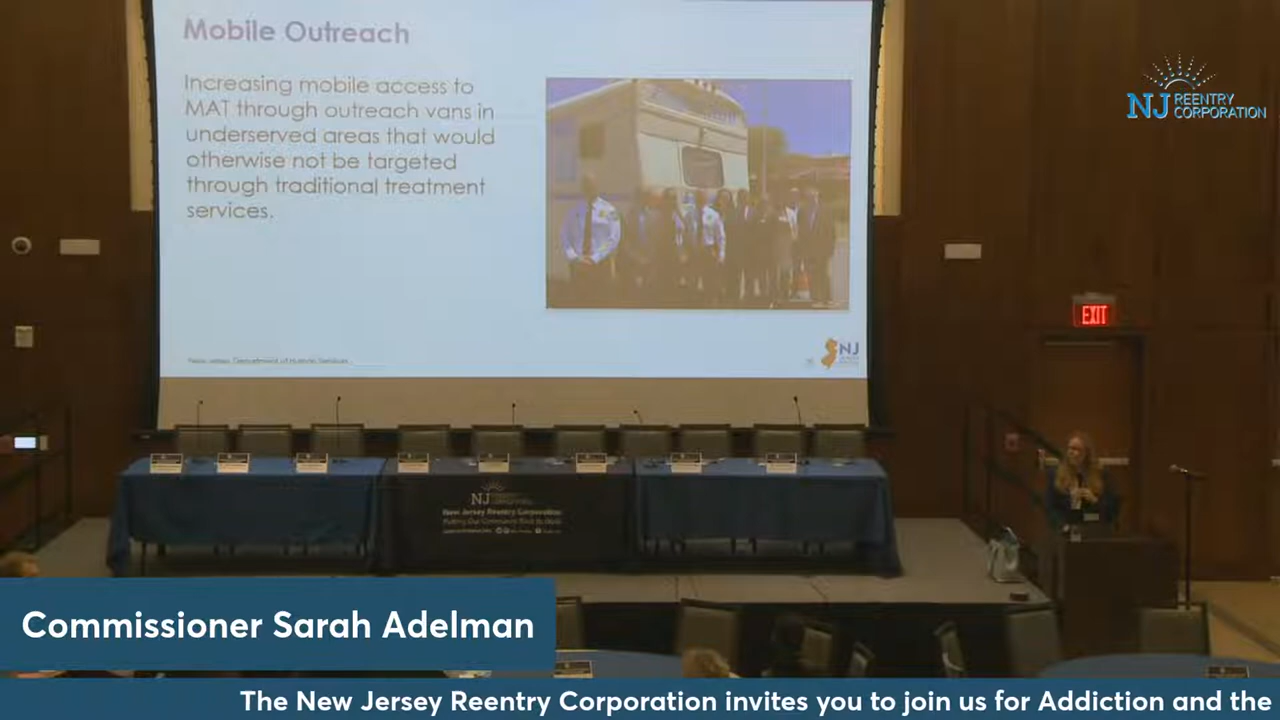 Mobile Outreach
Increasing mobile access to
MAT through outreach vans in
underserved areas that would
otherwise not be targeted
through traditional treatment
services.
New Jersey Department of Human Services
NJ
NJ REENTRY
CORPORATION
EXIT
NJ
New Jersey Reentry Corporation
Commissioner Sarah Adelman
The New Jersey Reentry Corporation invites you to join us for Addiction and the